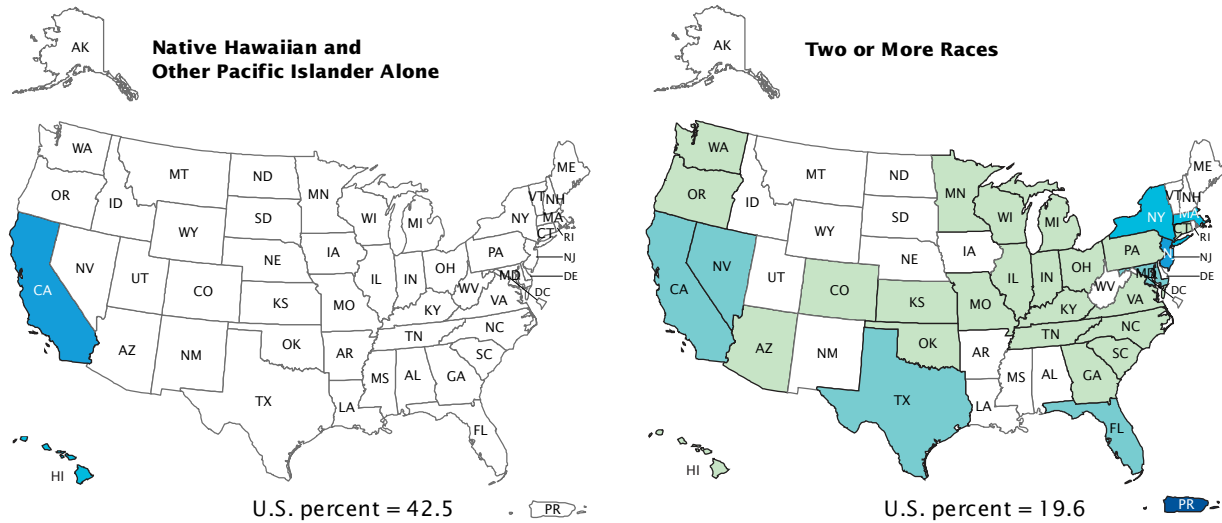 AK
Native Hawaiian and
Other Pacific Islander Alone
WA
MT
ND
MN
ME
VT
NH
OR
ID
SD
WI
MI
NY
MA
CT
RI
WY
IA
NE
PA
NJ
NV
UT
CO
IL
IN
OH
MD
DE
DC
CA
KS
MO
WV
VA
KY
AZ
NM
OK
TN
NC
AR
SC
MS
AL
GA
TX
LA
FL
HI
U.S. percent = 42.5
PR
AK
Two or More Races
WA
MT
ND
MN
ME
VT
NH
OR
ID
SD
WI
MI
NY
MA
RI
WY
IA
NE
PA
NJ
NV
UT
CO
IL
IN
OH
MD
DE
DC
CA
KS
MO
WV
VA
KY
AZ
NM
OK
TN
NC
AR
SC
MS
AL
GA
TX
LA
FL
HI
U.S. percent = 19.6
PR